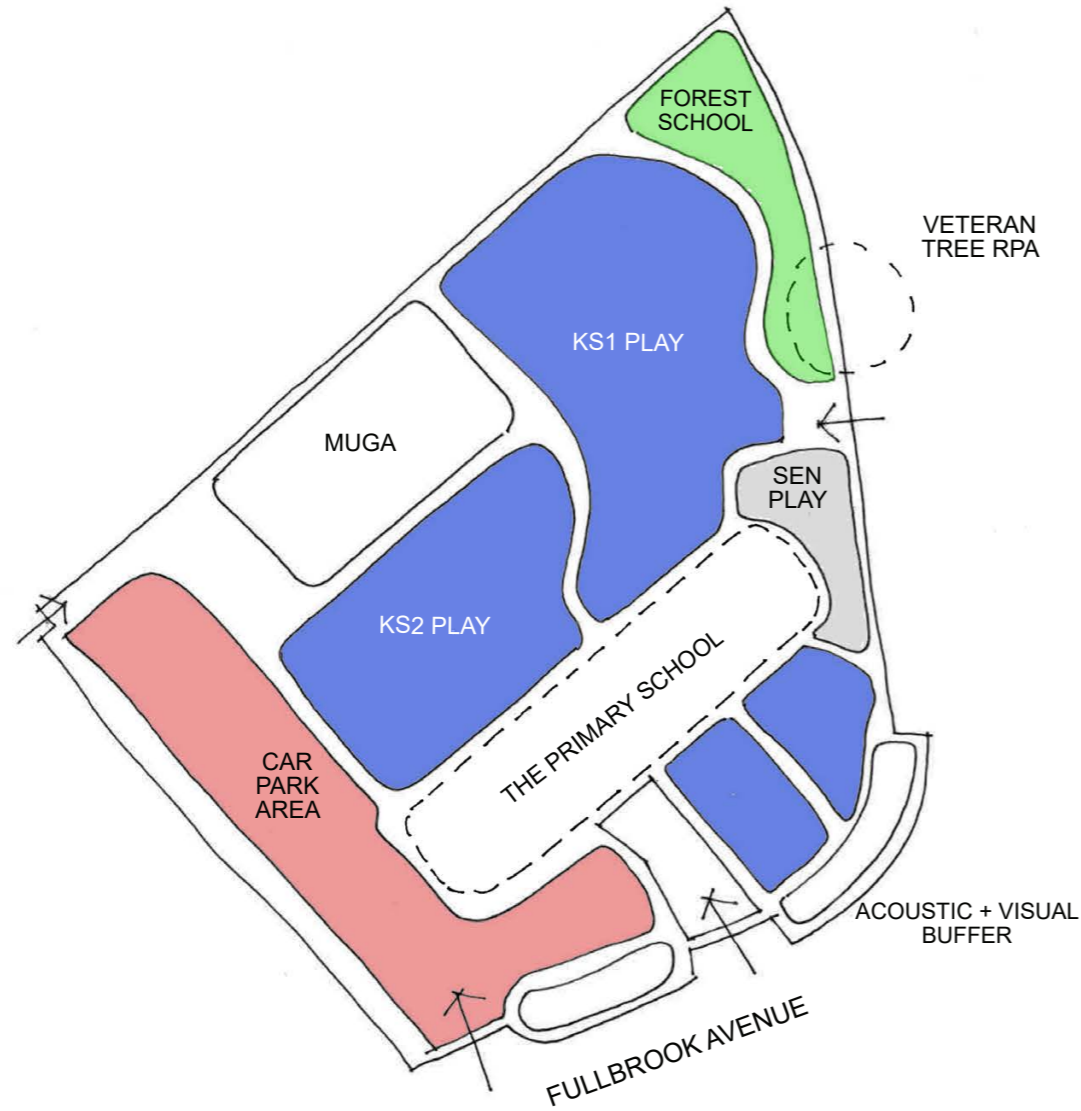 FOREST
SCHOOL
VETERAN
TREE RPA
KS1 PLAY
MUGA
SEN
PLAY
KS2 PLAY
THE PRIMARY SCHOOL
CAR
PARK
AREA
ACOUSTIC + VISUAL
BUFFER
FULLBROOK AVENUE